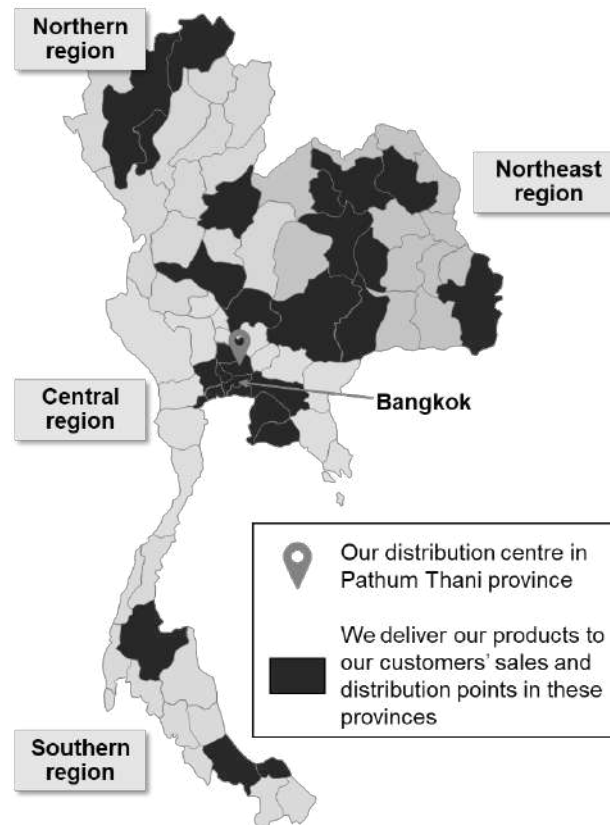 Northern
region
Northeast
region
Central
region
Bangkok
Our distribution centre in
Pathum Thani province
We deliver our products to
our customers’ sales and
distribution points in these
provinces
Southern
region